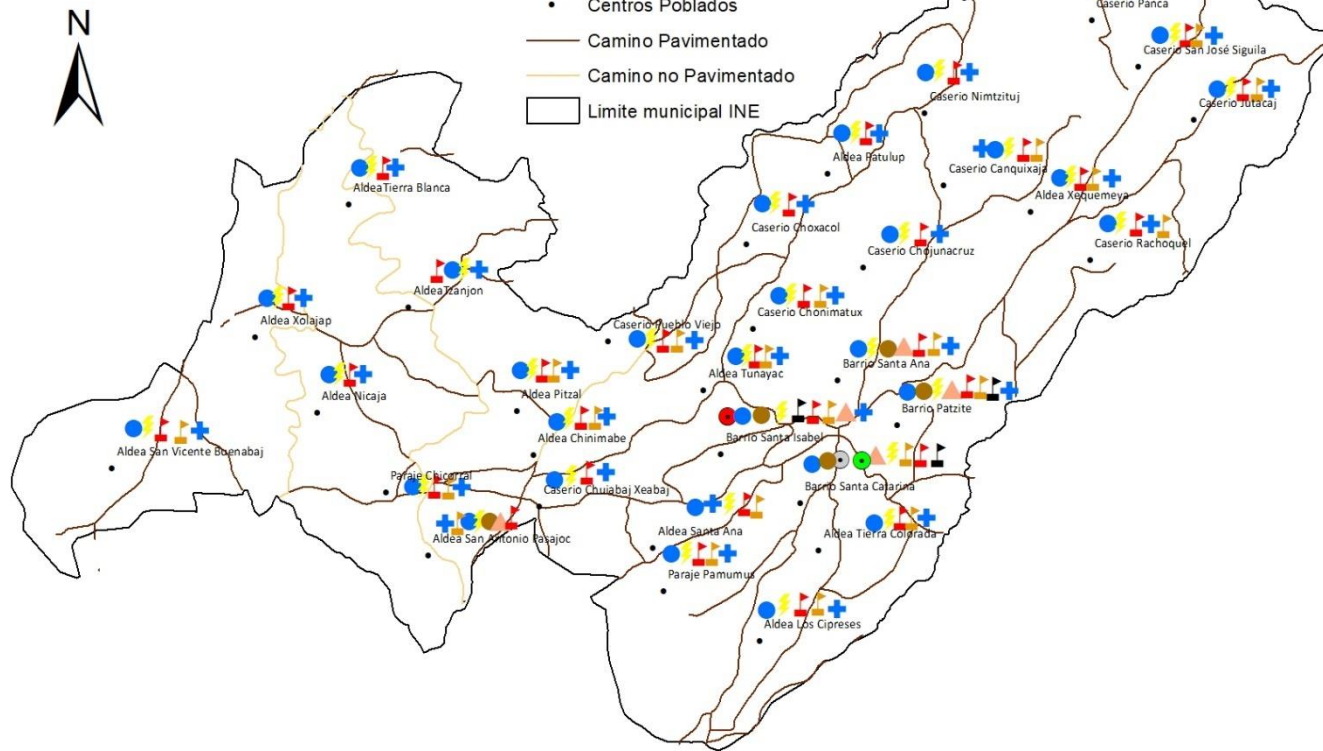 N
Centros Poblados
Camino Pavimentado
Camino no Pavimentado
Limite municipal INE
Caserio Panca
Caserio San José Siguila
Caserio Nimtzituj
Caserio Jutacaj
Aldea Patulup
Caserio Canquixaja
AldeaTierra Blanca
Aldea Xequemeya
Caserio Choxacol
Caserio Rachoquel
Caserio Chojunacruz
AldeaTzanjon
Caserio Chonimatux
Aldea Xolajap
Caserio Pueblo Viejo
Barrio Santa Ana
Aldea Tunayac
Aldea Pitzal
Aldea Nicaja
Barrio Patzite
Aldea Chinimabe
Barrio Santa Isabel
Aldea San Vicente Buenabaj
Paraje Chicorral
Caserio Chuiabaj Xeabaj
Barrio Santa Catarina
Aldea Santa Ana
Aldea Tierra Colorada
Aldea San Antonio Pasajoc
Paraje Pamumus
Aldea Los Cipreses